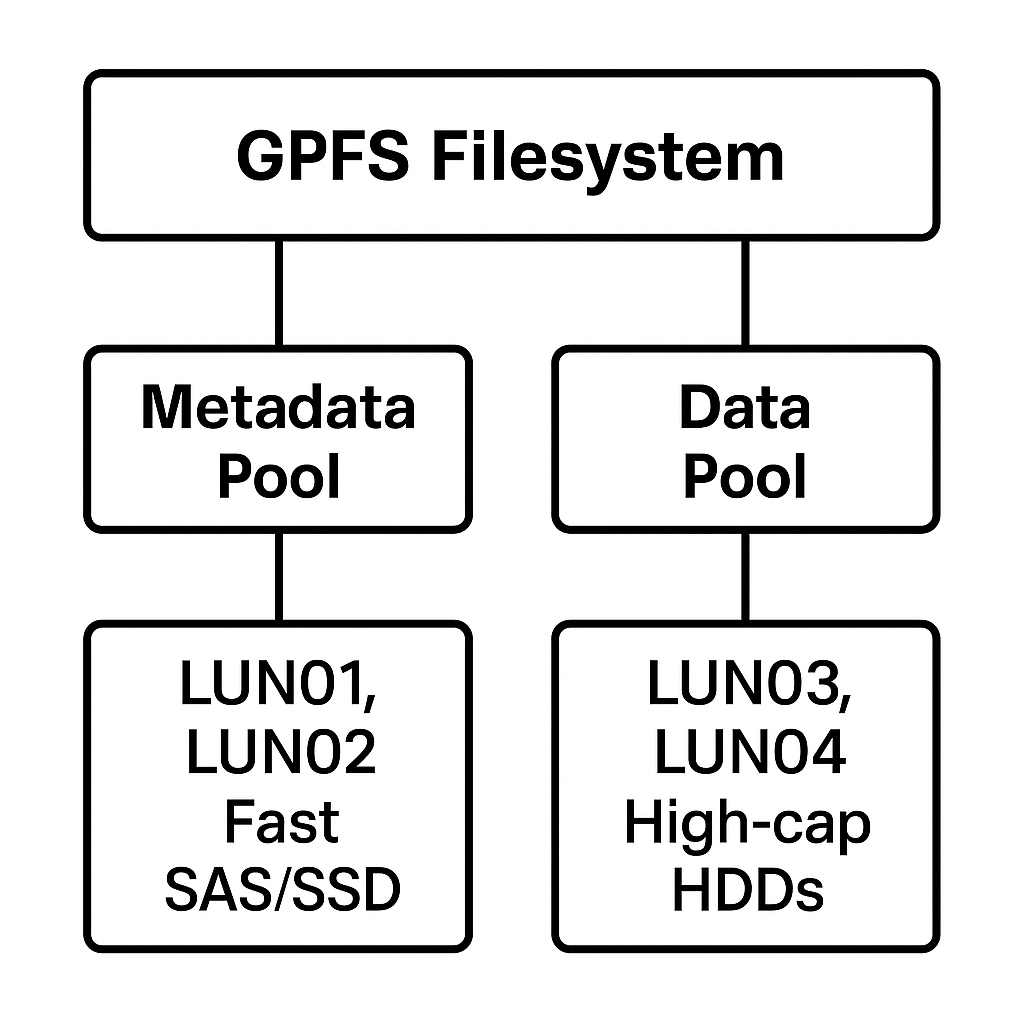 GPFS Filesystem
Metadata
Pool
Data
Pool
LUN01,
LUN02
Fast
SAS/SSD
LUN03,
LUN04
High-cap
HDDs